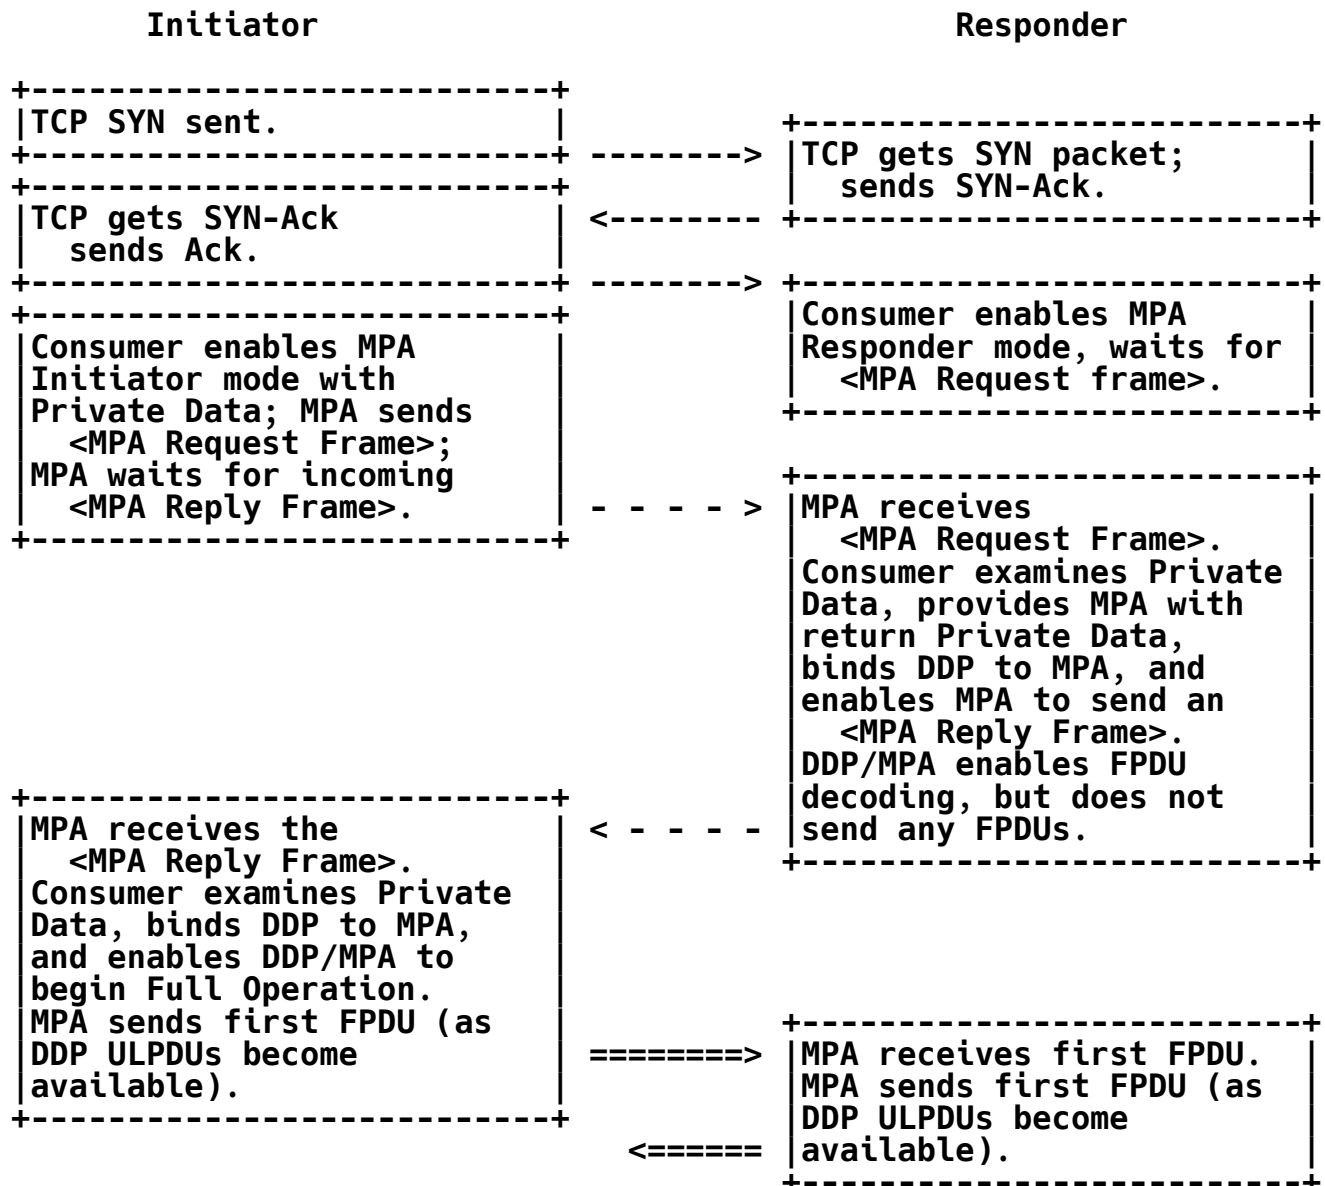 Initiator                                 Responder

+---------------------------+
|TCP SYN sent.              |           +--------------------------+
+---------------------------+ --------> |TCP gets SYN packet;      |
+---------------------------+           |  sends SYN-Ack.          |
|TCP gets SYN-Ack           | <-------- +--------------------------+
|  sends Ack.               |
+---------------------------+ --------> +--------------------------+
+---------------------------+           |Consumer enables MPA      |
|Consumer enables MPA       |           |Responder mode, waits for |
|Initiator mode with        |           |  <MPA Request frame>.    |
|Private Data; MPA sends    |           +--------------------------+
|  <MPA Request Frame>;     |
|MPA waits for incoming     |           +--------------------------+
|  <MPA Reply Frame>.       | - - - - > |MPA receives              |
+---------------------------+           |  <MPA Request Frame>.    |
                                        |Consumer examines Private |
                                        |Data, provides MPA with   |
                                        |return Private Data,      |
                                        |binds DDP to MPA, and     |
                                        |enables MPA to send an    |
                                        |  <MPA Reply Frame>.      |
                                        |DDP/MPA enables FPDU      |
+---------------------------+           |decoding, but does not    |
|MPA receives the           | < - - - - |send any FPDUs.           |
|  <MPA Reply Frame>.       |           +--------------------------+
|Consumer examines Private  |
|Data, binds DDP to MPA,    |
|and enables DDP/MPA to     |
|begin Full Operation.      |
|MPA sends first FPDU (as   |           +--------------------------+
|DDP ULPDUs become          | ========> |MPA receives first FPDU.  |
|available).                |           |MPA sends first FPDU (as  |
+---------------------------+           |DDP ULPDUs become         |
                                <====== |available).               |
                                        +--------------------------+